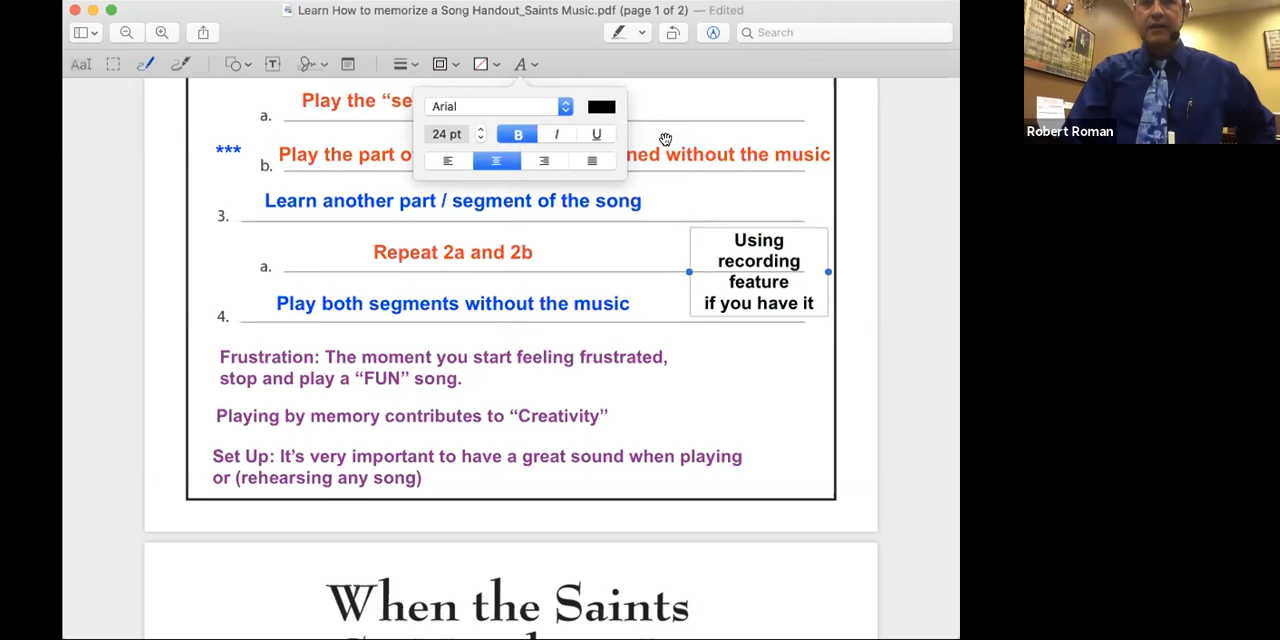 Learn How to memorize a Song Handout_Saints Music.pdf (page 1 of 2) — Edited
Search
AaI
T
A
Arial
24 pt
B I U
a. Play the “se
*** b. Play the part o ned without the music
3. Learn another part / segment of the song
a. Repeat 2a and 2b
Using
recording
feature
if you have it
4. Play both segments without the music
Frustration: The moment you start feeling frustrated,
stop and play a “FUN” song.
Playing by memory contributes to “Creativity”
Set Up: It’s very important to have a great sound when playing
or (rehearsing any song)
When the Saints
Robert Roman